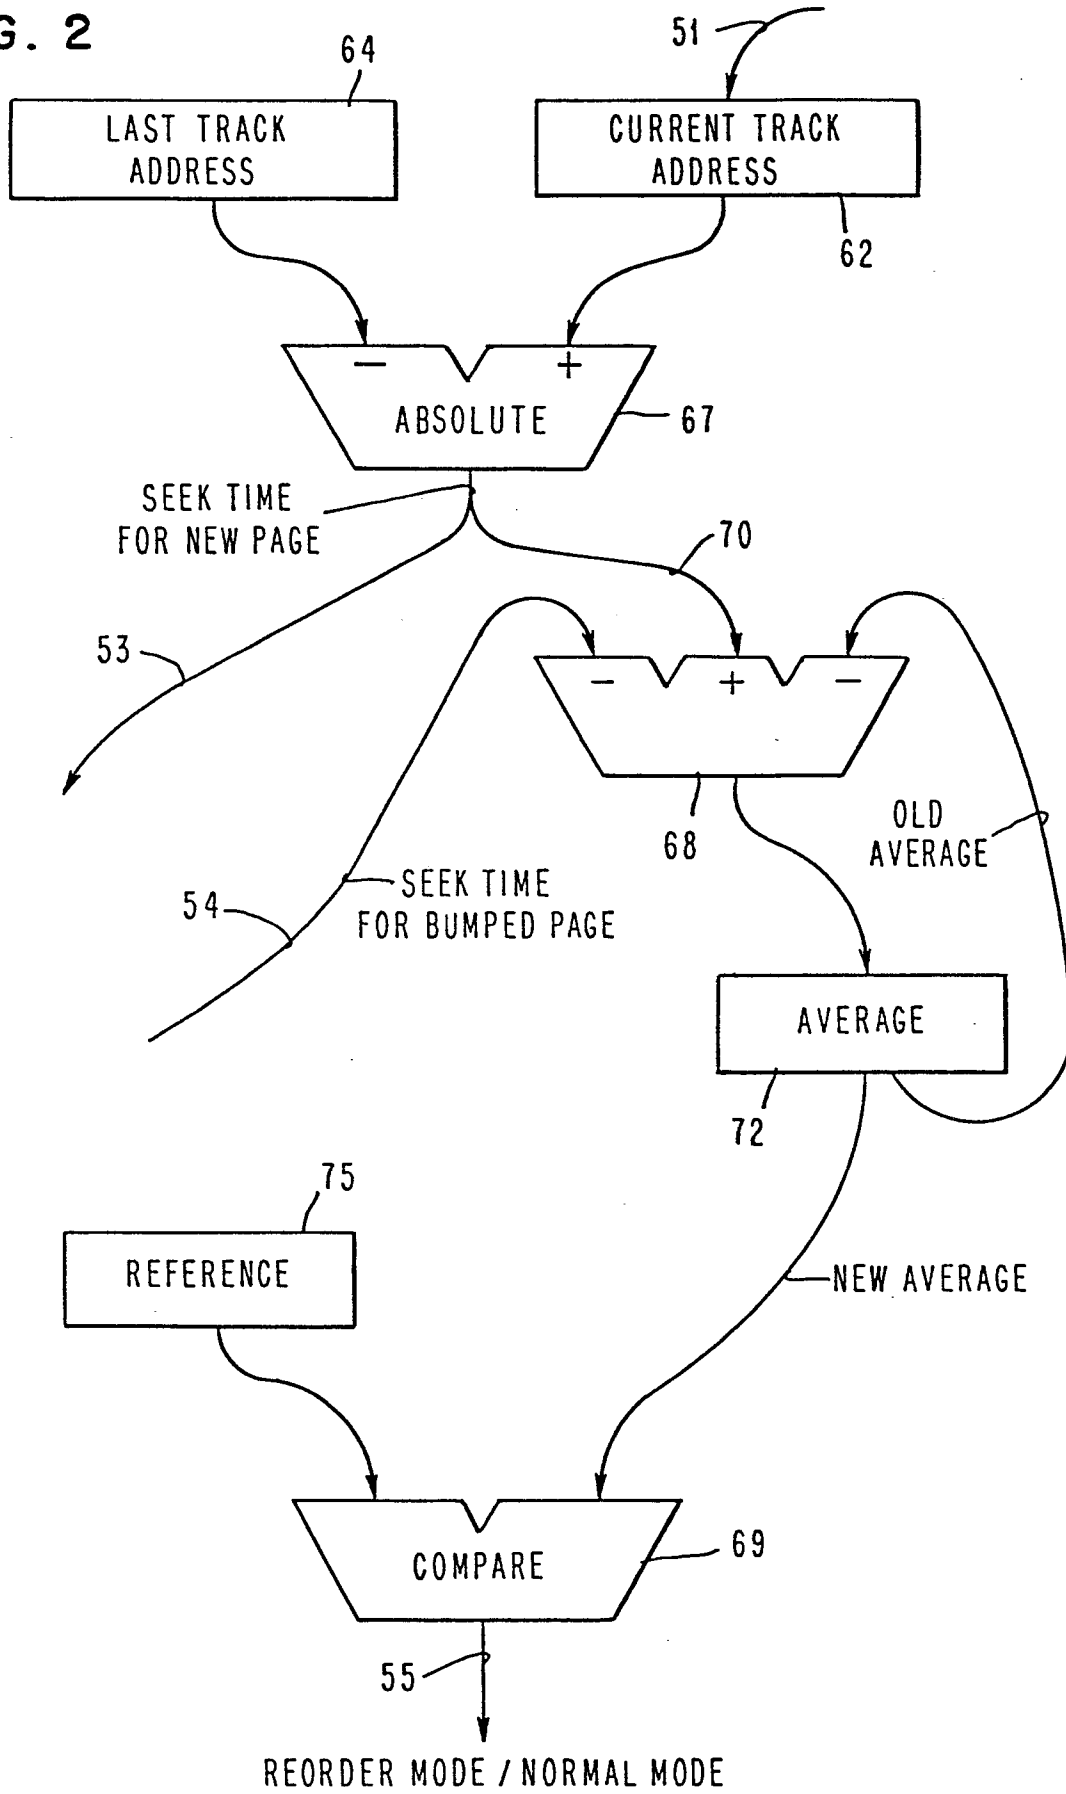 G. 2
64
51
LAST TRACK
ADDRESS
CURRENT TRACK
ADDRESS
62
− +
ABSOLUTE
67
SEEK TIME
FOR NEW PAGE
70
53
− + −
68
OLD
AVERAGE
SEEK TIME
FOR BUMPED PAGE
54
AVERAGE
72
75
REFERENCE
NEW AVERAGE
COMPARE
69
55
REORDER MODE / NORMAL MODE